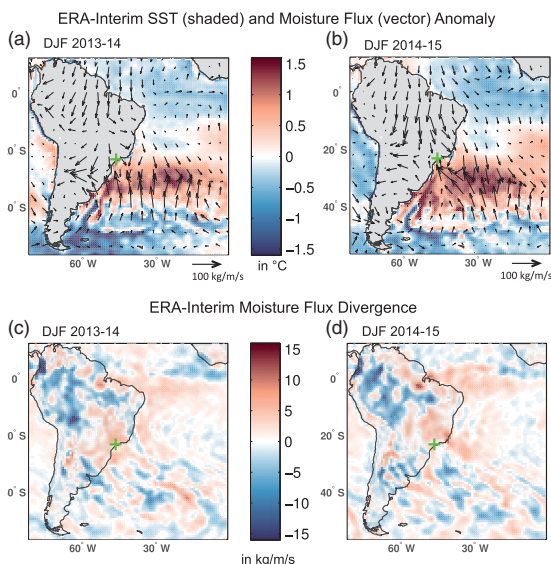 ERA-Interim SST (shaded) and Moisture Flux (vector) Anomaly
(a) DJF 2013-14
(b) DJF 2014-15
0° 1.5 0°
1
0.5
0° S 0 20° S
−0.5
0° S −1 40° S
−1.5
60° W 30° W in °C 60° W 30° W
100 kg/m/s 100 kg/m/s
ERA-Interim Moisture Flux Divergence
(c) DJF 2013-14
(d) DJF 2014-15
15
0° 10 0°
5
20° S 0 20° S
−5
0° S −10 40° S
−15
60° W 30° W 60° W 30° W
in kg/m/s